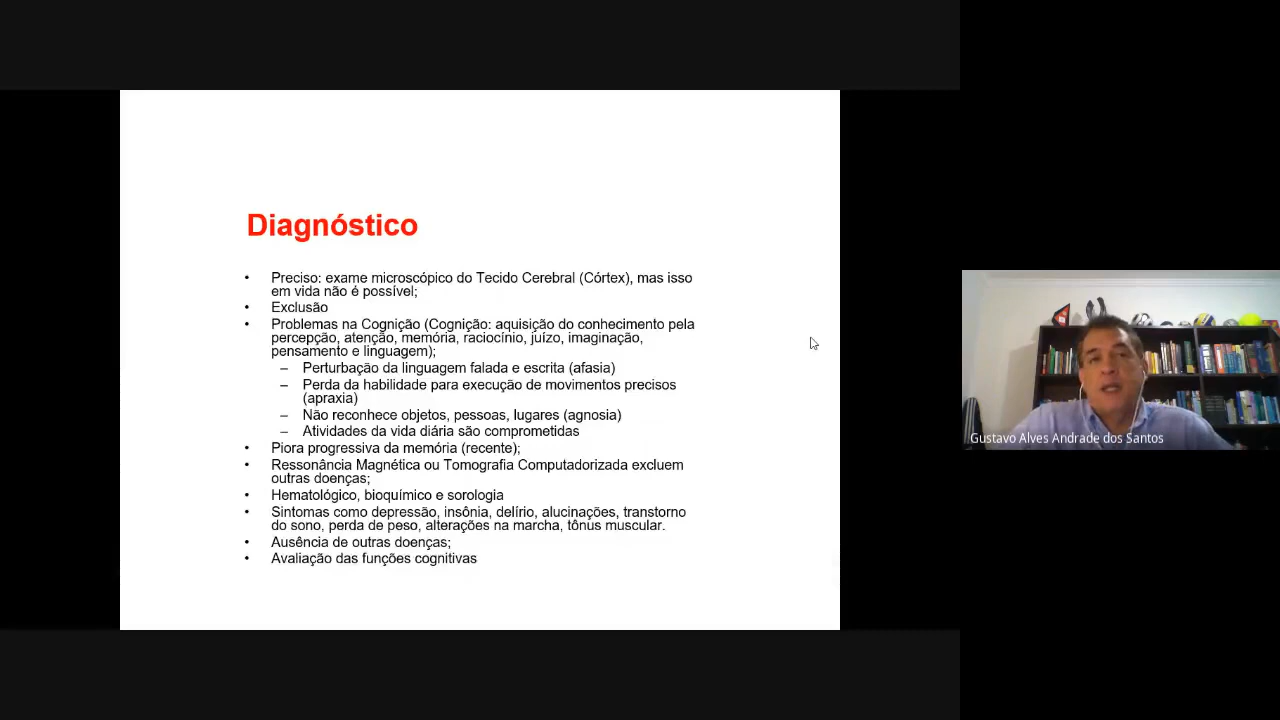 Diagnóstico
• Preciso: exame microscópico do Tecido Cerebral (Córtex), mas isso
em vida não é possível;
• Exclusão
• Problemas na Cognição (Cognição: aquisição do conhecimento pela
percepção, atenção, memória, raciocínio, juízo, imaginação,
pensamento e linguagem);
– Perturbação da linguagem falada e escrita (afasia)
– Perda da habilidade para execução de movimentos precisos
(apraxia)
– Não reconhece objetos, pessoas, lugares (agnosia)
– Atividades da vida diária são comprometidas
• Piora progressiva da memória (recente);
• Ressonância Magnética ou Tomografia Computadorizada excluem
outras doenças;
• Hematológico, bioquímico e sorologia
• Sintomas como depressão, insônia, delírio, alucinações, transtorno
do sono, perda de peso, alterações na marcha, tônus muscular.
• Ausência de outras doenças;
• Avaliação das funções cognitivas
Gustavo Alves Andrade dos Santos